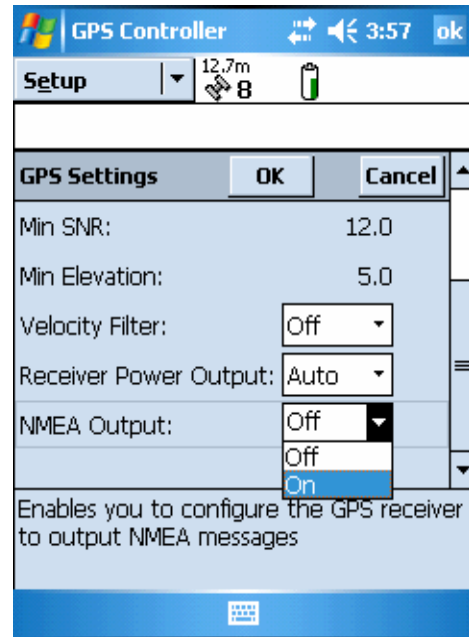 GPS Controller 3:57 ok
Setup 12.7m 8
GPS Settings OK Cancel
Min SNR: 12.0
Min Elevation: 5.0
Velocity Filter: Off
Receiver Power Output: Auto
NMEA Output: Off
Off
On
Enables you to configure the GPS receiver
to output NMEA messages